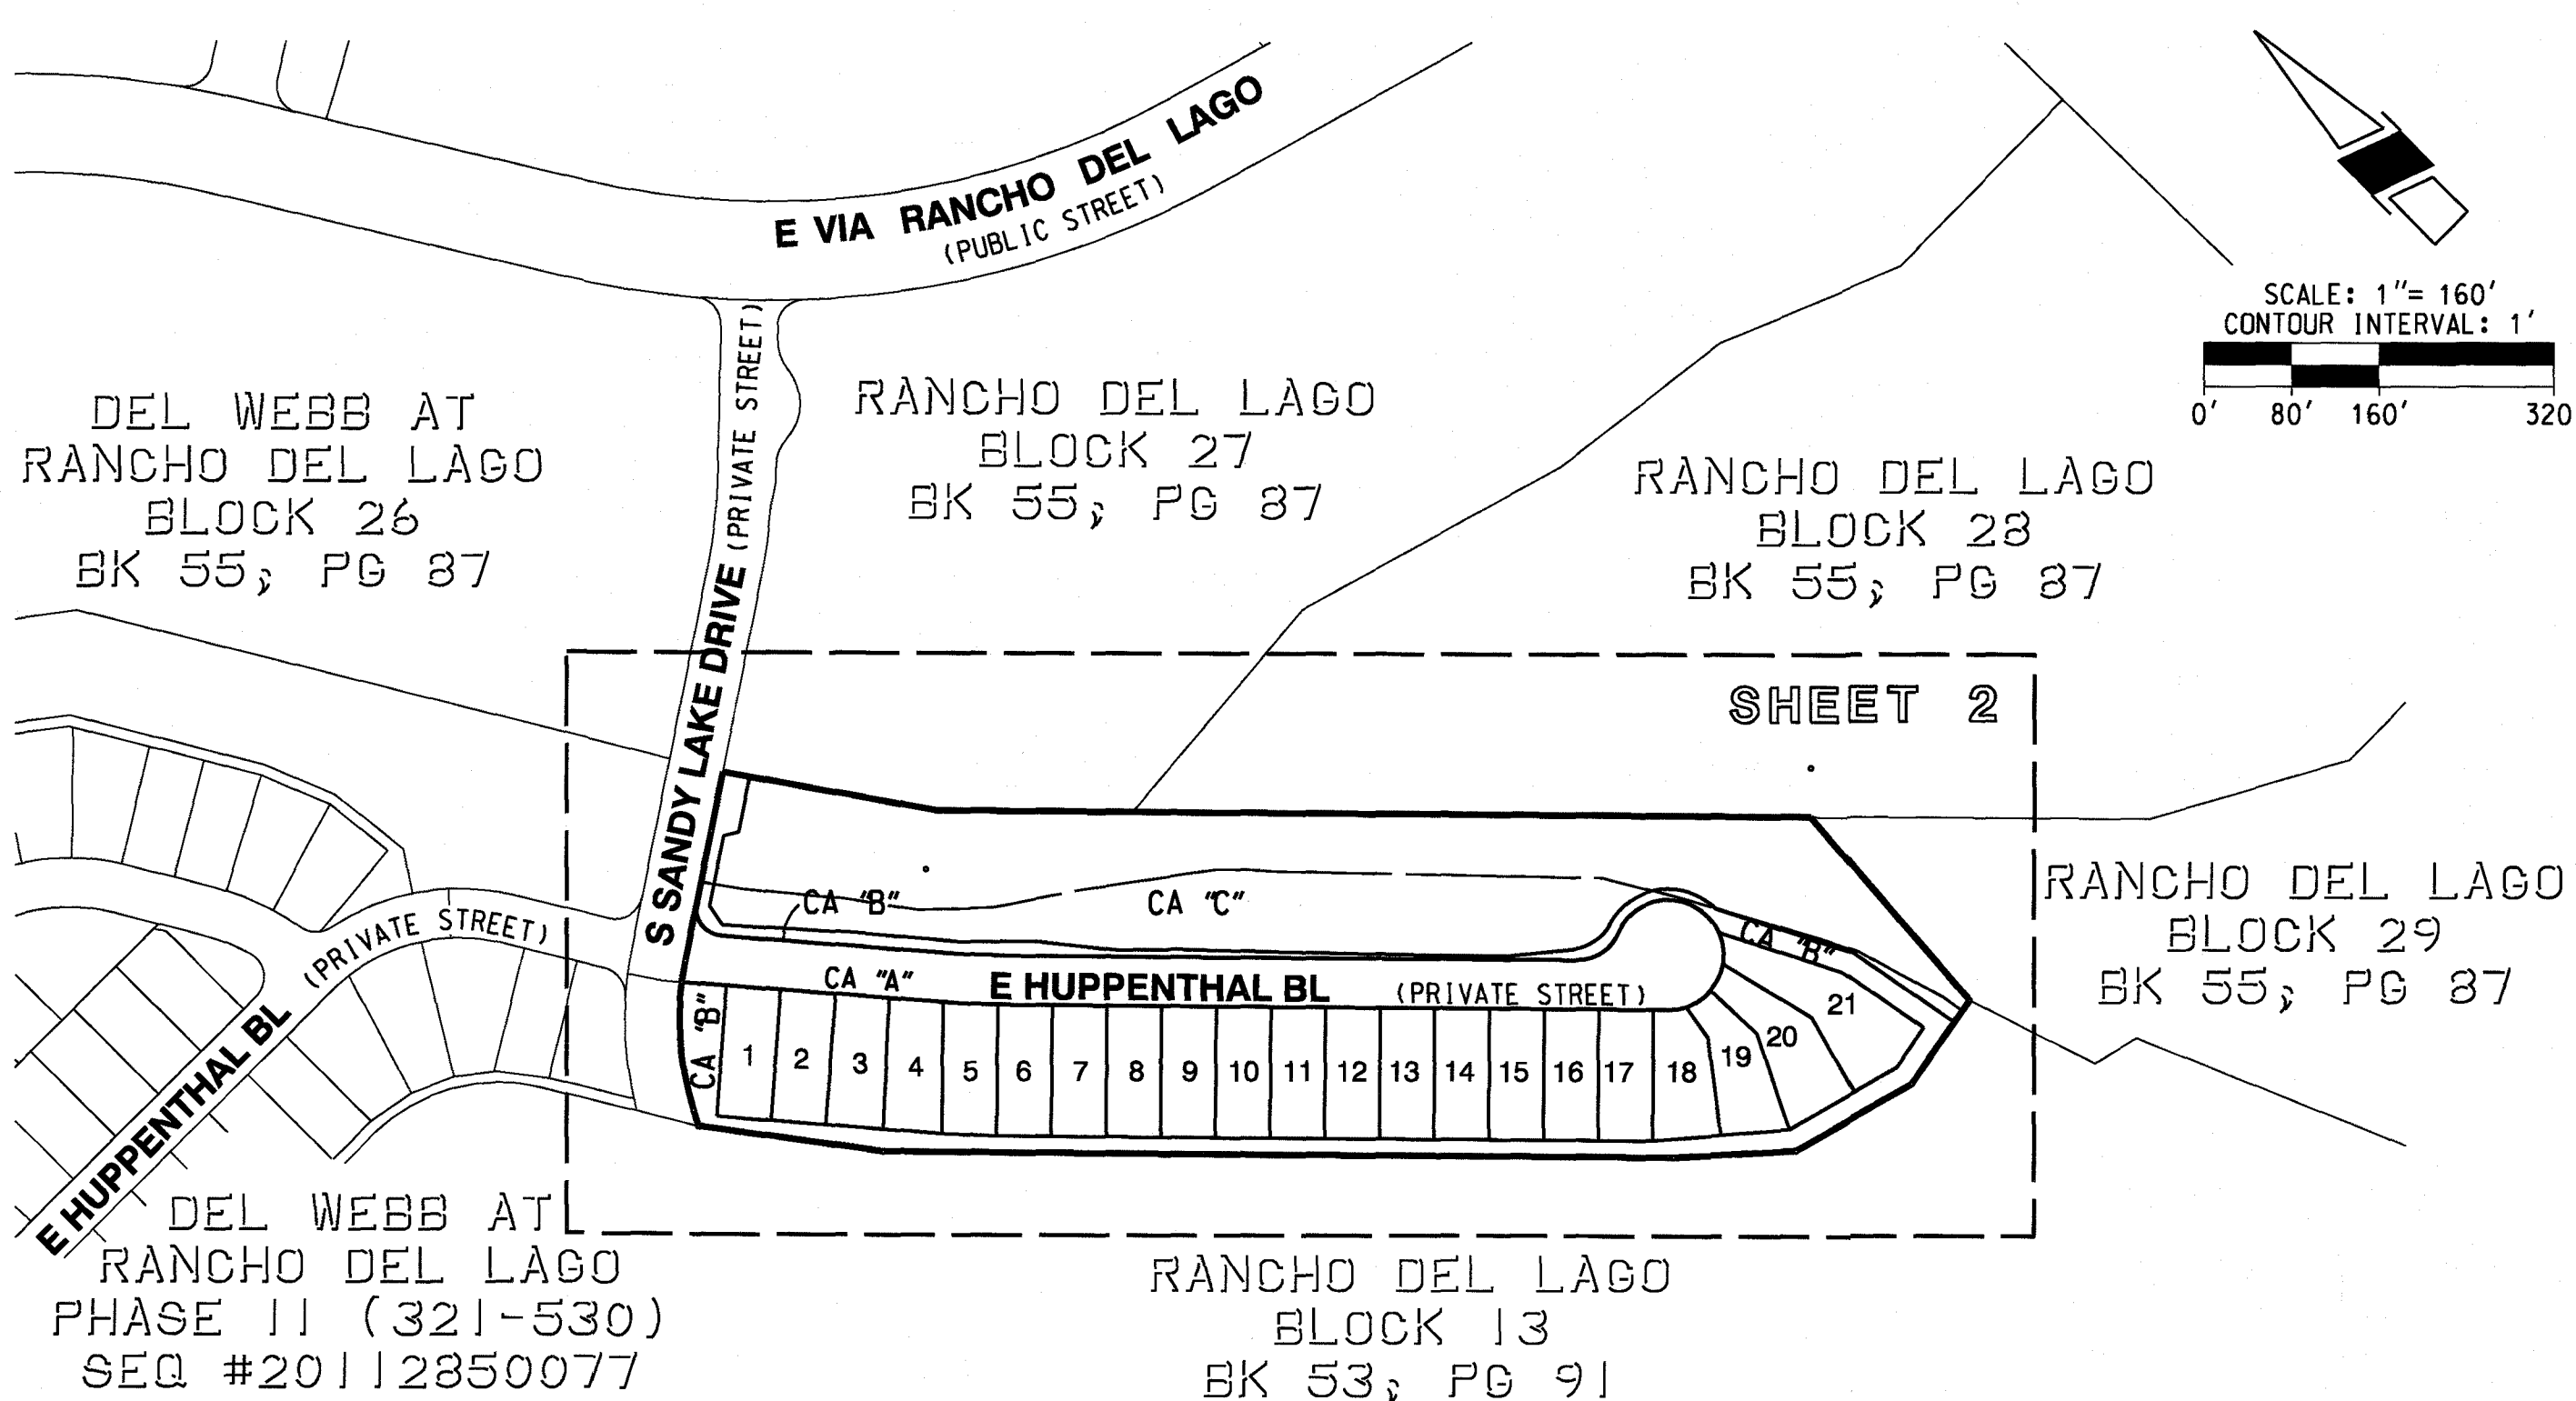 E VIA RANCHO DEL LAGO
(PUBLIC STREET)
SCALE: 1"= 160'
CONTOUR INTERVAL: 1'
0' 80' 160' 320
DEL WEBB AT
RANCHO DEL LAGO
BLOCK 26
BK 55; PG 87
S SANDY LAKE DRIVE (PRIVATE STREET)
RANCHO DEL LAGO
BLOCK 27
BK 55; PG 87
RANCHO DEL LAGO
BLOCK 28
BK 55; PG 87
SHEET 2
RANCHO DEL LAGO
BLOCK 29
BK 55; PG 87
CA "B"
CA "C"
CA "B"
CA "A"
E HUPPENTHAL BL (PRIVATE STREET)
CA "B"
1 2 3 4 5 6 7 8 9 10 11 12 13 14 15 16 17 18 19 20 21
E HUPPENTHAL BL (PRIVATE STREET)
DEL WEBB AT
RANCHO DEL LAGO
PHASE 11 (321-530)
SEQ #20112850077
RANCHO DEL LAGO
BLOCK 13
BK 53; PG 91